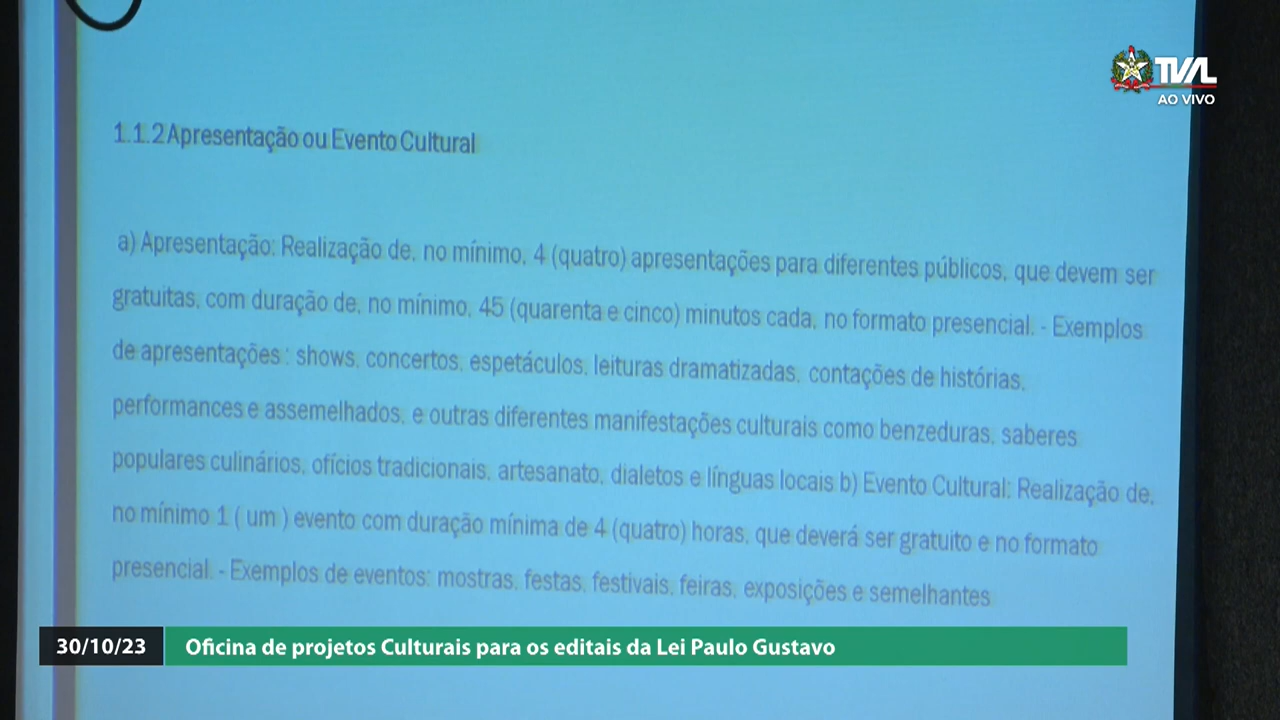 TVAL
AO VIVO
1.1.2 Apresentação ou Evento Cultural
a) Apresentação: Realização de, no mínimo, 4 (quatro) apresentações para diferentes públicos, que devem ser
gratuitas, com duração de, no mínimo, 45 (quarenta e cinco) minutos cada, no formato presencial. - Exemplos
de apresentações : shows, concertos, espetáculos, leituras dramatizadas, contações de histórias,
performances e assemelhados, e outras diferentes manifestações culturais como benzeduras, saberes
populares culinários, ofícios tradicionais, artesanato, dialetos e línguas locais b) Evento Cultural: Realização de,
no mínimo 1 ( um ) evento com duração mínima de 4 (quatro) horas, que deverá ser gratuito e no formato
presencial. - Exemplos de eventos: mostras, festas, festivais, feiras, exposições e semelhantes
30/10/23 Oficina de projetos Culturais para os editais da Lei Paulo Gustavo